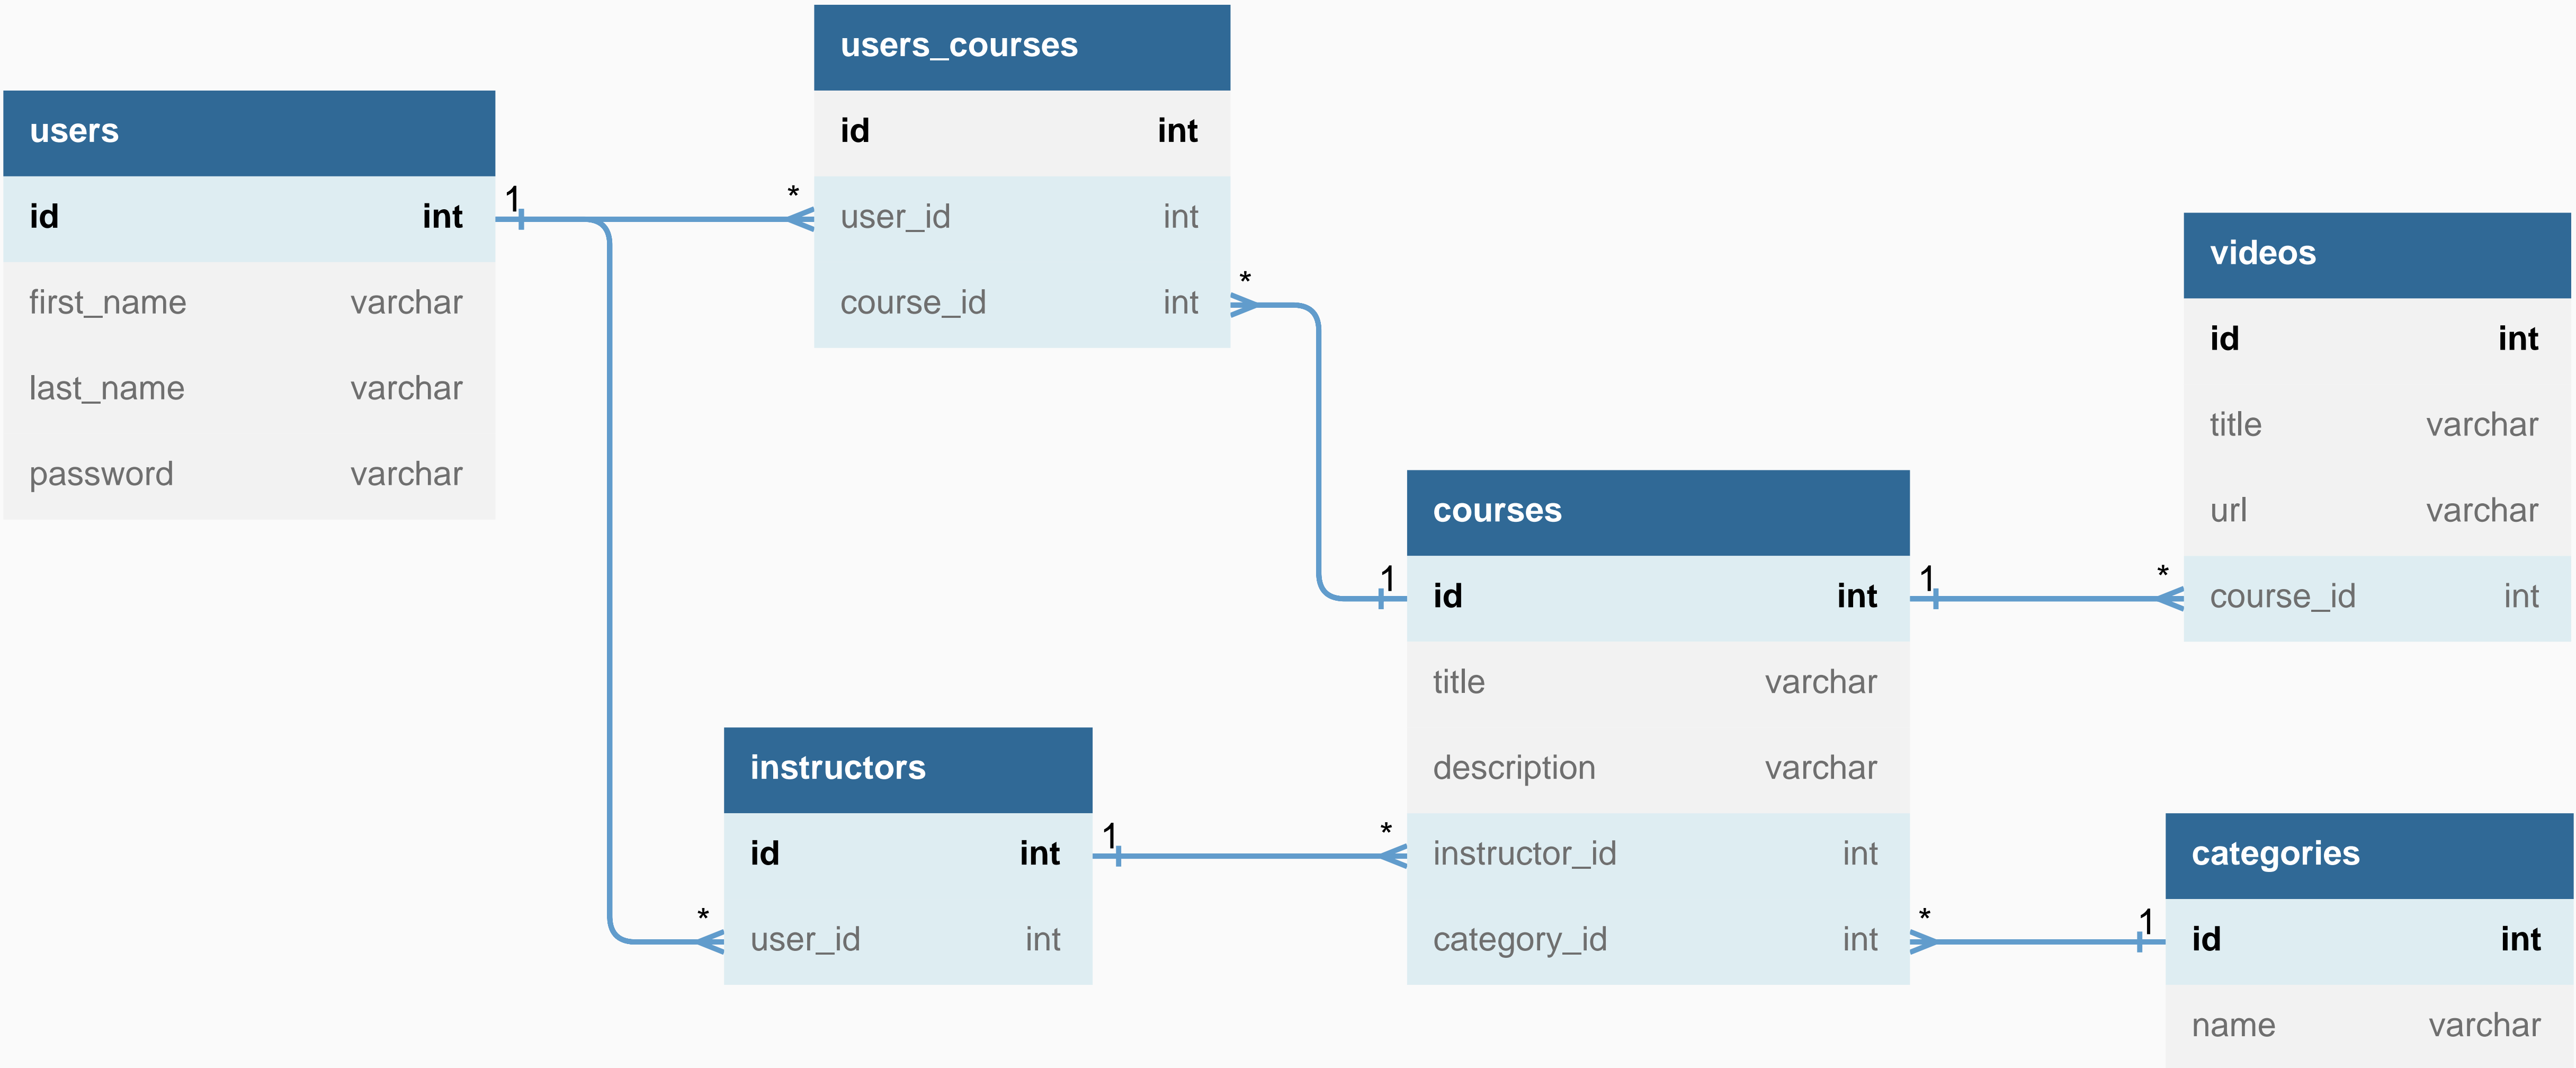 users
id int
first_name varchar
last_name varchar
password varchar
1
*
users_courses
id int
user_id int
course_id int
*
1
instructors
id int
user_id int
*
1
*
courses
id int
title varchar
description varchar
instructor_id int
category_id int
1
*
videos
id int
title varchar
url varchar
course_id int
*
1
categories
id int
name varchar